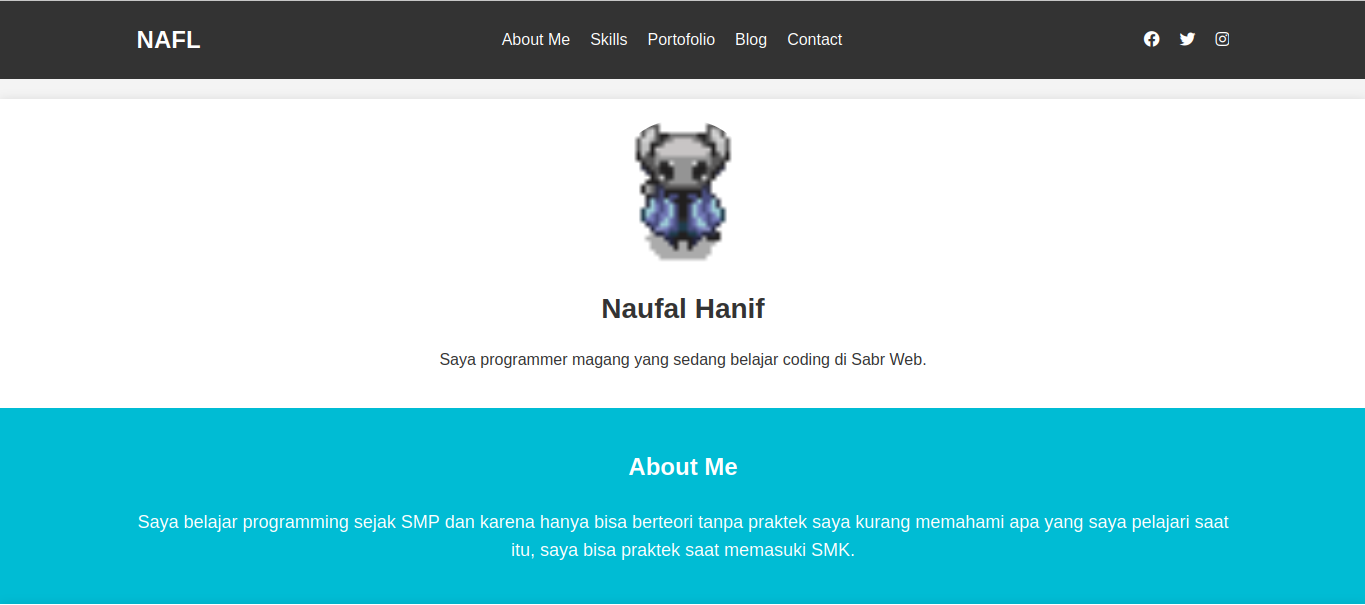 NAFL
About Me Skills Portofolio Blog Contact
Naufal Hanif
Saya programmer magang yang sedang belajar coding di Sabr Web.
About Me
Saya belajar programming sejak SMP dan karena hanya bisa berteori tanpa praktek saya kurang memahami apa yang saya pelajari saat
itu, saya bisa praktek saat memasuki SMK.